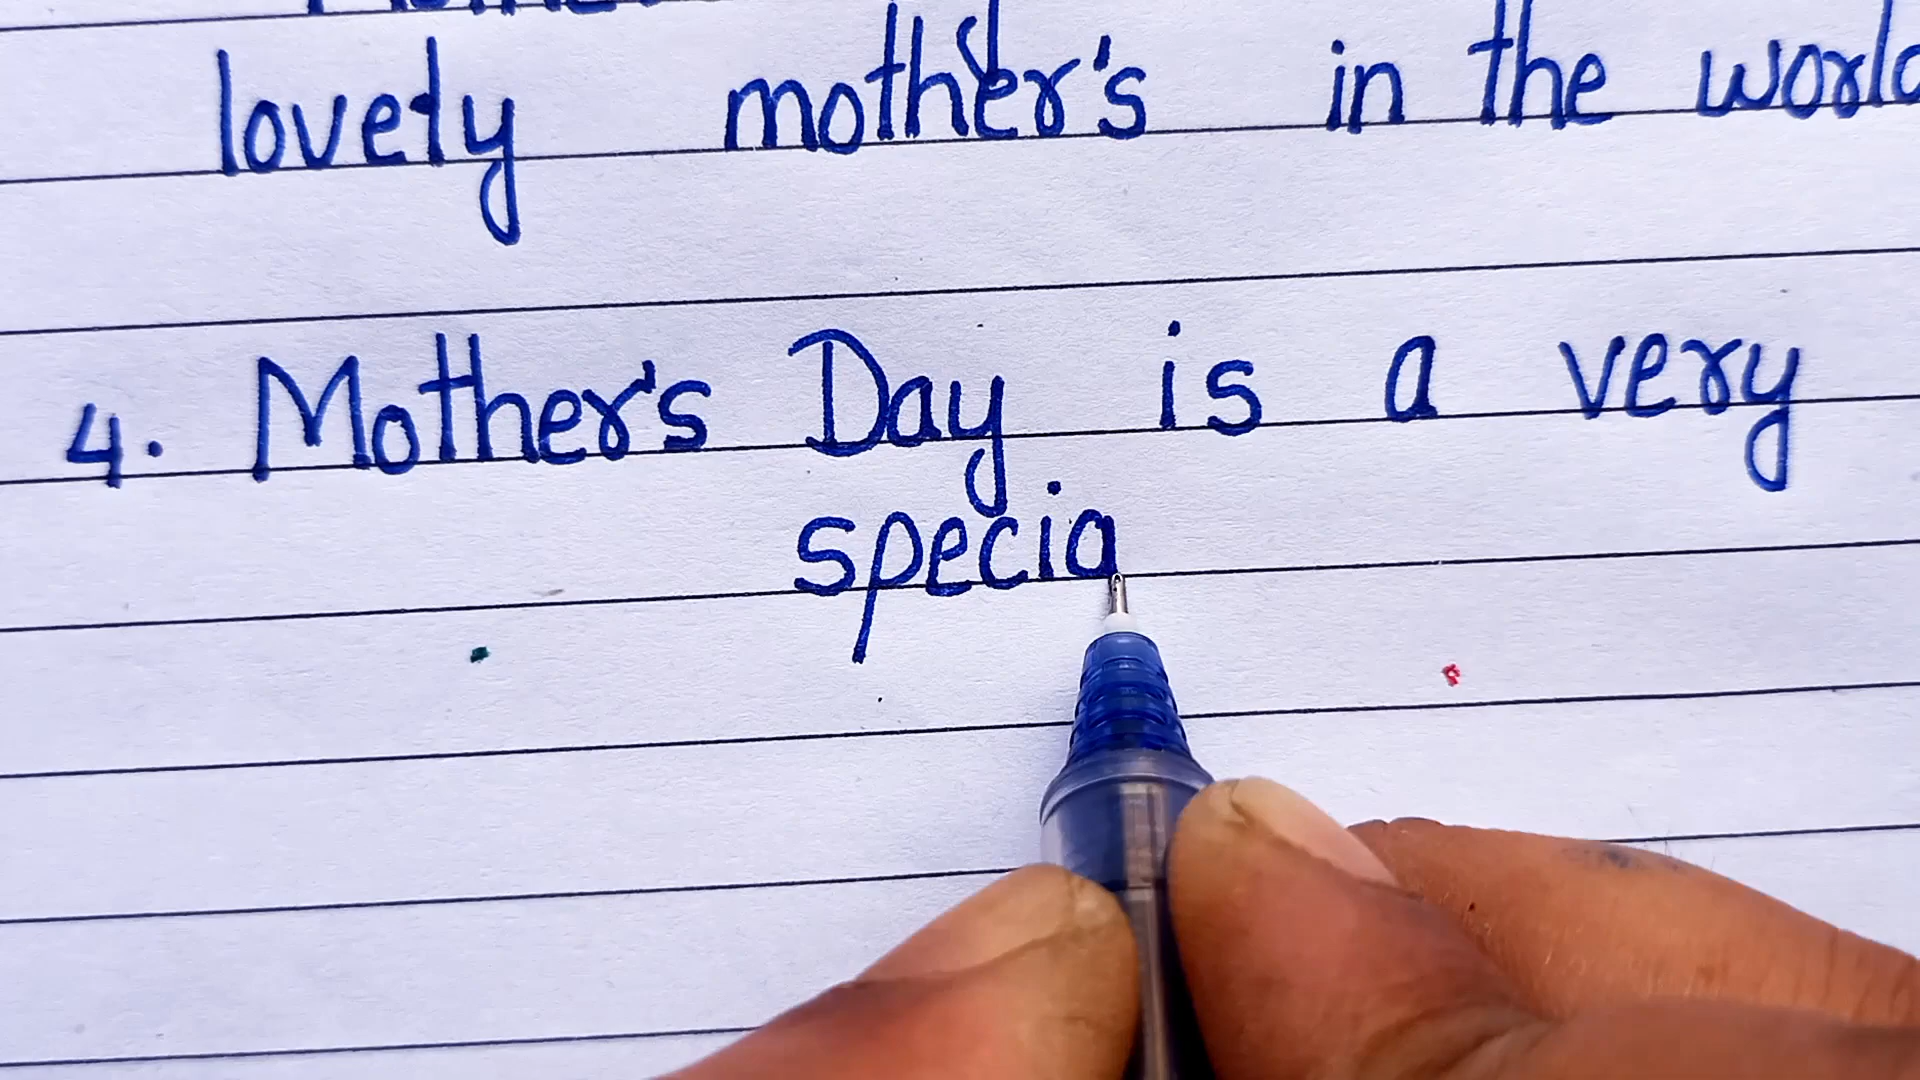 lovely mother's in the world
4. Mother's Day is a very
specia